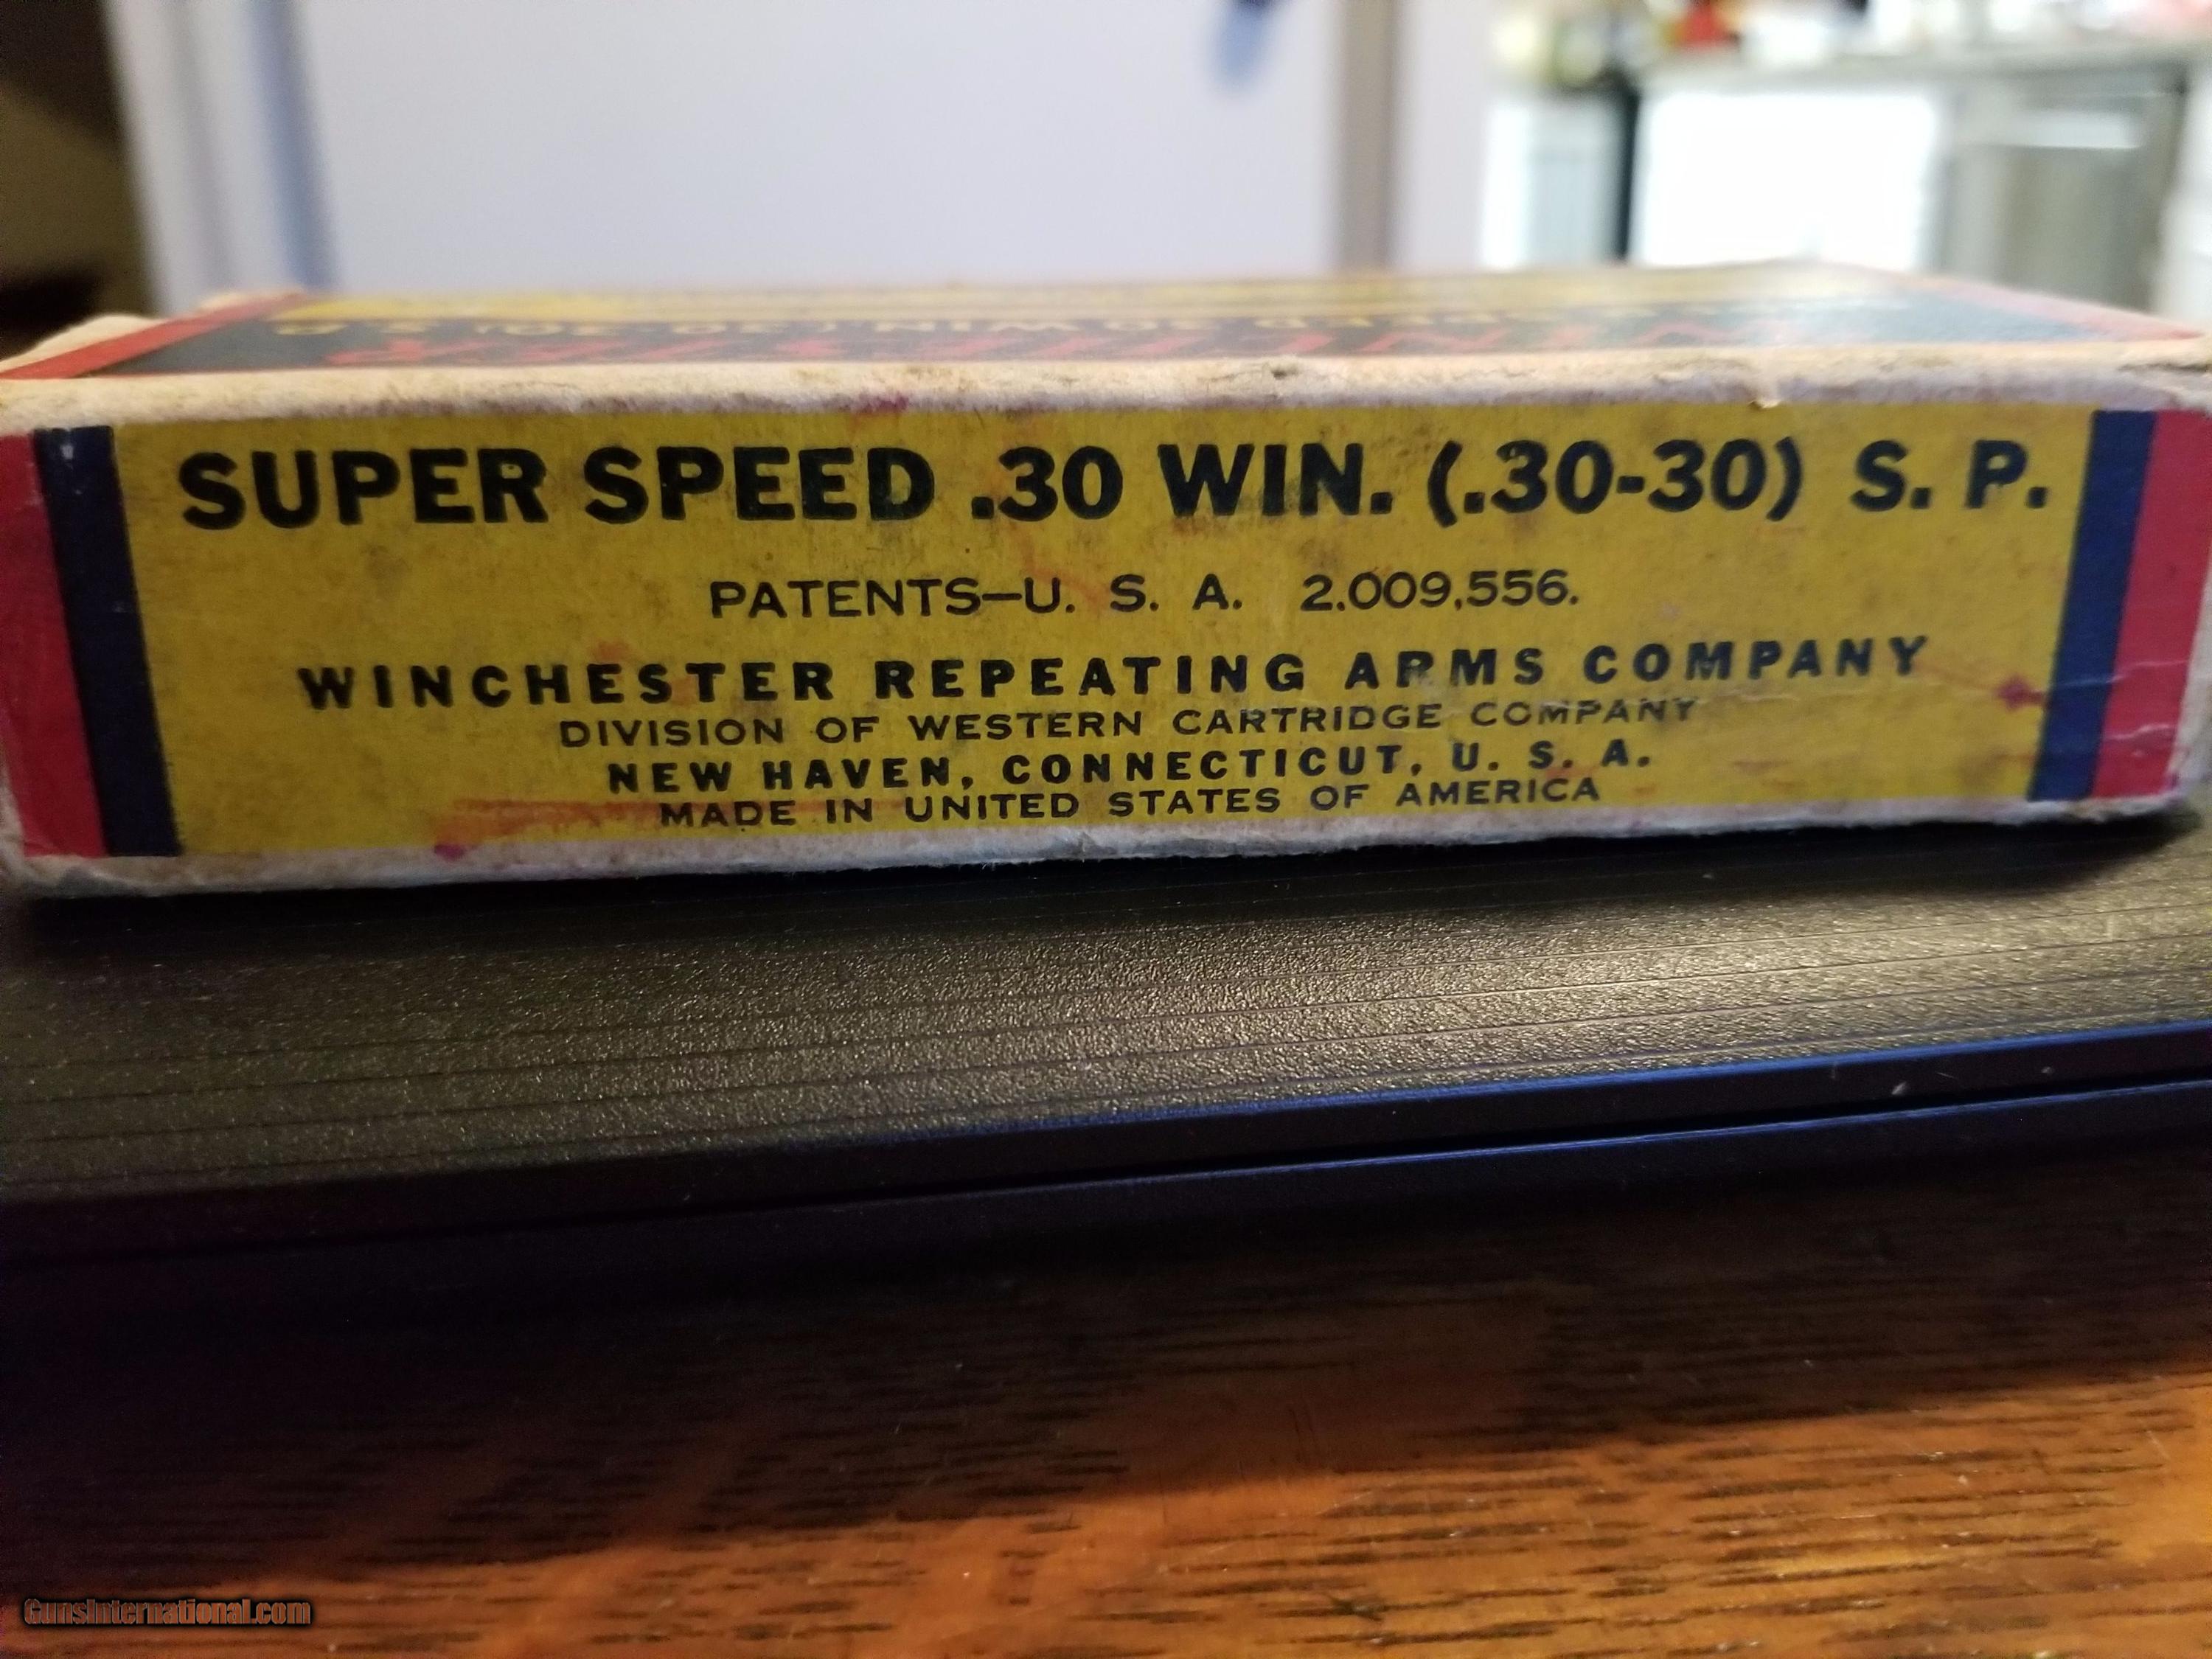 SUPER SPEED .30 WIN. (.30-30) S. P.
PATENTS—U. S. A. 2,009,556.
WINCHESTER REPEATING ARMS COMPANY
DIVISION OF WESTERN CARTRIDGE COMPANY
NEW HAVEN, CONNECTICUT, U. S. A.
MADE IN UNITED STATES OF AMERICA
GunsInternational.com